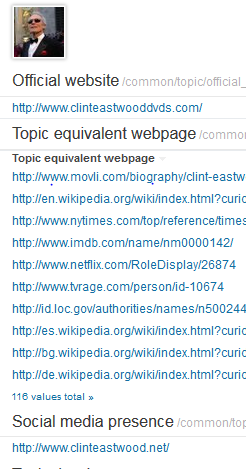 Official website /common/topic/official_
http://www.clinteastwooddvds.com/
Topic equivalent webpage /common
Topic equivalent webpage
http://www.movli.com/biography/clint-eastw
http://en.wikipedia.org/wiki/index.html?curic
http://www.nytimes.com/top/reference/times
http://www.imdb.com/name/nm0000142/
http://www.netflix.com/RoleDisplay/26874
http://www.tvrage.com/person/id-10674
http://id.loc.gov/authorities/names/n500244
http://es.wikipedia.org/wiki/index.html?curic
http://bg.wikipedia.org/wiki/index.html?curic
http://de.wikipedia.org/wiki/index.html?curic
116 values total »
Social media presence /common/top
http://www.clinteastwood.net/